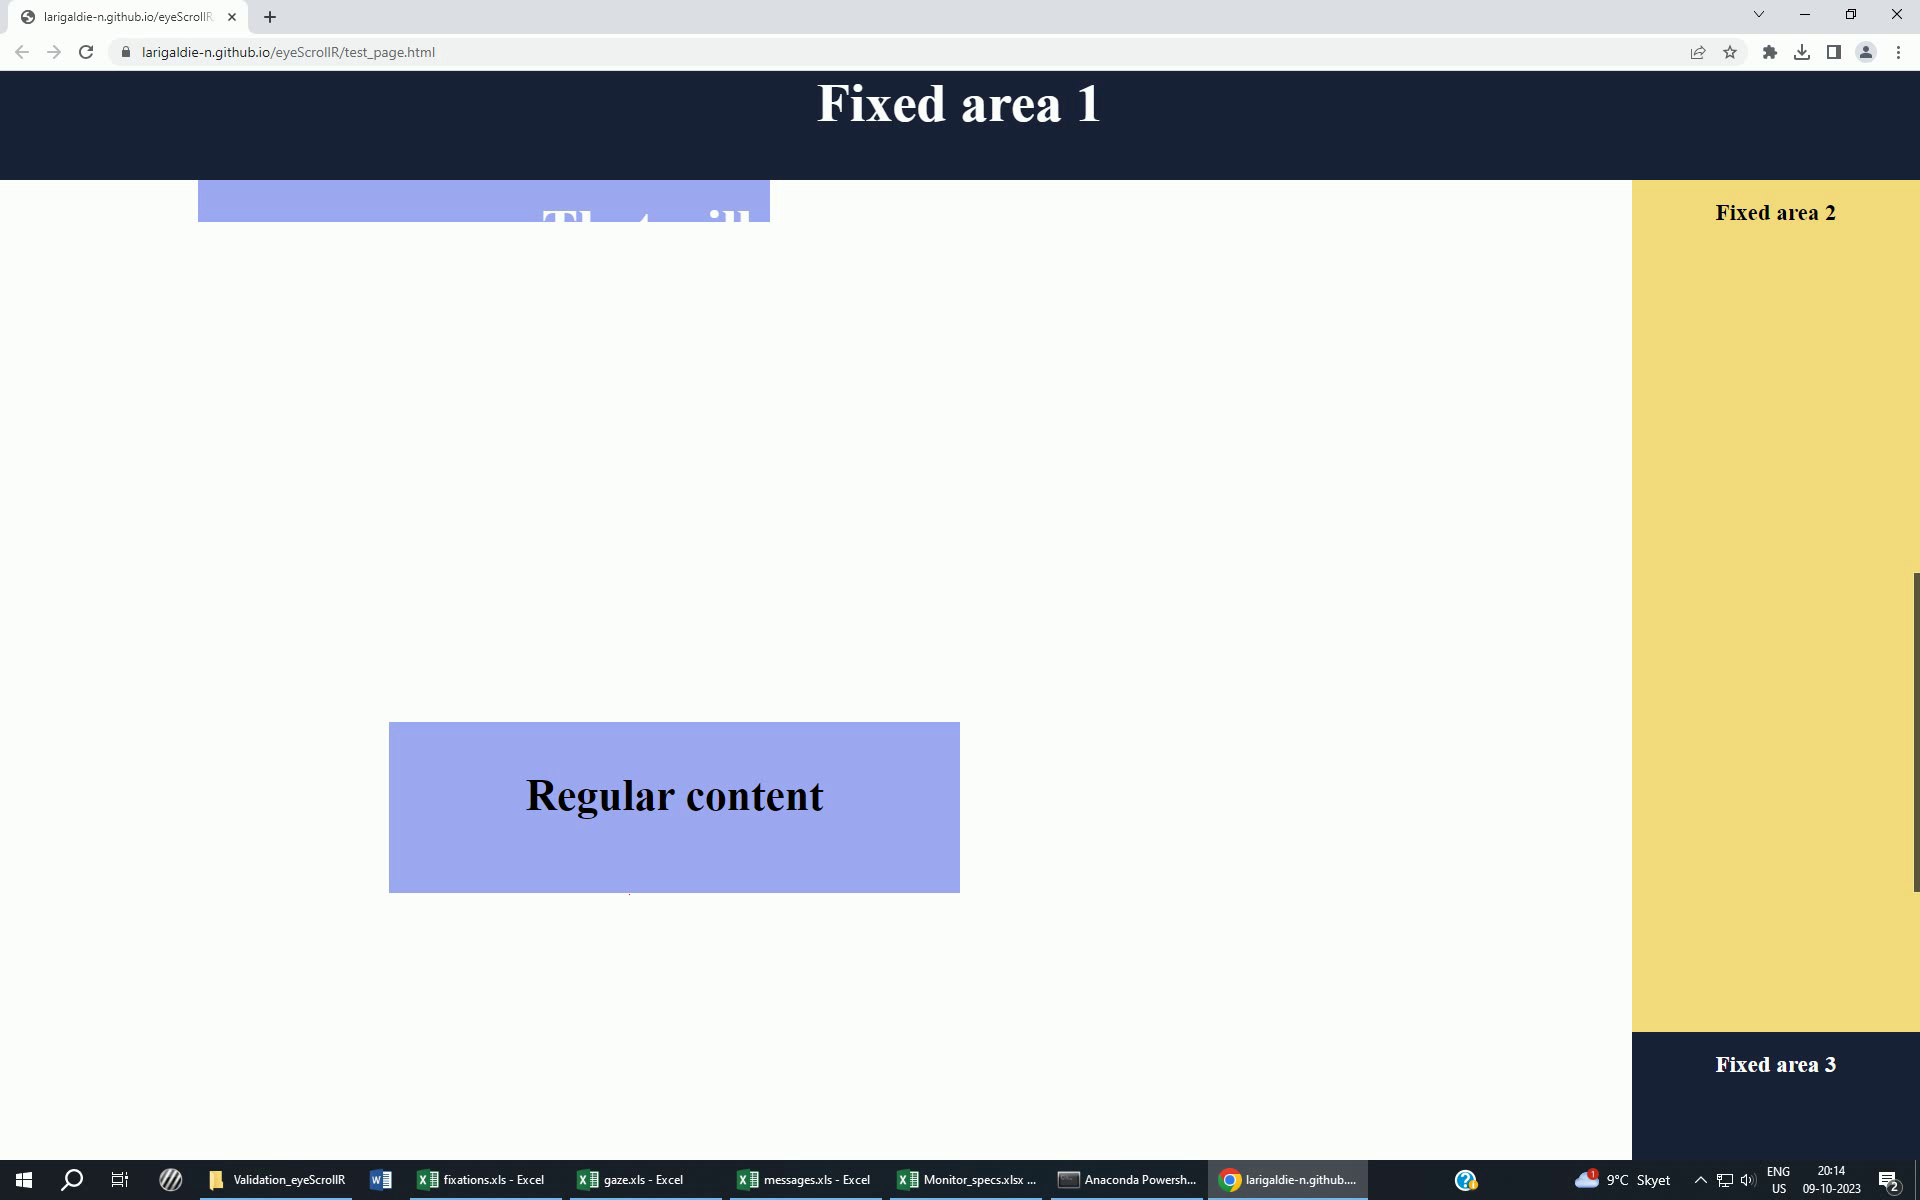 larigaldie-n.github.io/eyeScrollR
larigaldie-n.github.io/eyeScrollR/test_page.html
Fixed area 1
Fixed area 2
Regular content
Fixed area 3
Validation_eyeScrollR
fixations.xls - Excel
gaze.xls - Excel
messages.xls - Excel
Monitor_specs.xlsx ...
Anaconda Powersh...
larigaldie-n.github....
1
9°C Skyet
ENG
US
20:14
09-10-2023
2